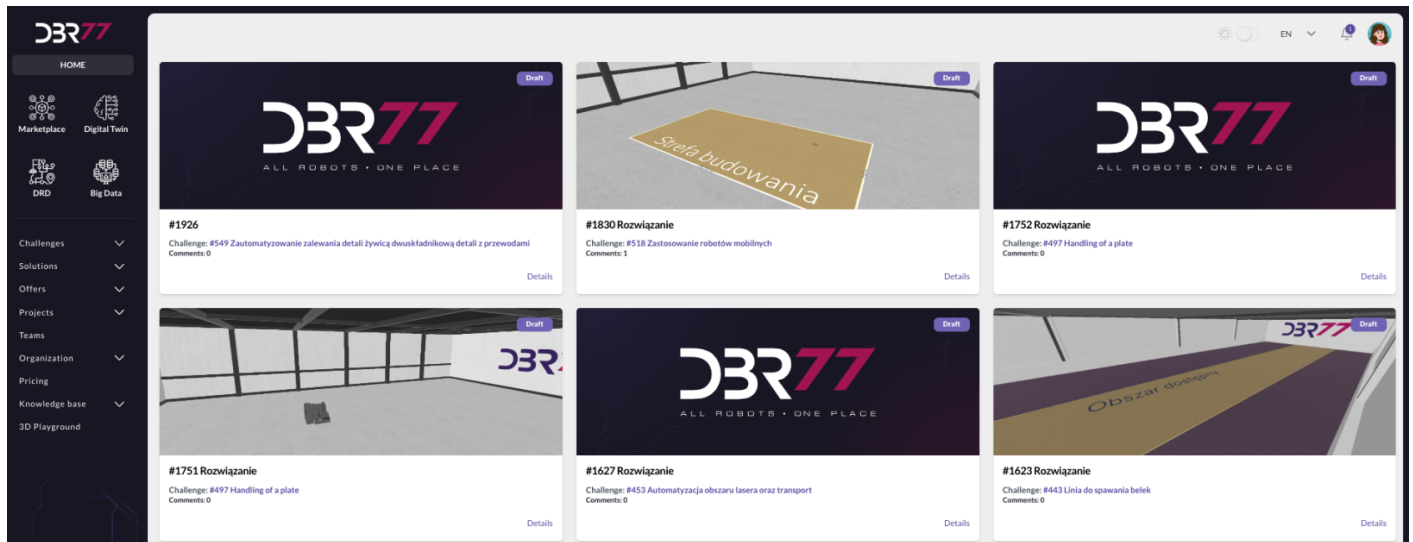 DBR77
HOME
Marketplace
Digital Twin
DRD
Big Data
Challenges
Solutions
Offers
Projects
Teams
Organization
Pricing
Knowledge base
3D Playground
EN
1
Draft
DBR77
ALL ROBOTS • ONE PLACE
#1926
Challenge: #549 Zautomatyzowanie zalewania detali żywicą dwuskładnikową detali z przewodami
Comments: 0
Details
Draft
Strefa budowania
#1830 Rozwiązanie
Challenge: #518 Zastosowanie robotów mobilnych
Comments: 1
Details
Draft
DBR77
ALL ROBOTS • ONE PLACE
#1752 Rozwiązanie
Challenge: #497 Handling of a plate
Comments: 0
Details
Draft
DBR
#1751 Rozwiązanie
Challenge: #497 Handling of a plate
Comments: 0
Details
Draft
DBR77
ALL ROBOTS • ONE PLACE
#1627 Rozwiązanie
Challenge: #453 Automatyzacja obszaru lasera oraz transport
Comments: 0
Details
DBR77
Draft
Obszar dostępny
#1623 Rozwiązanie
Challenge: #443 Linia do spawania belek
Comments: 0
Details